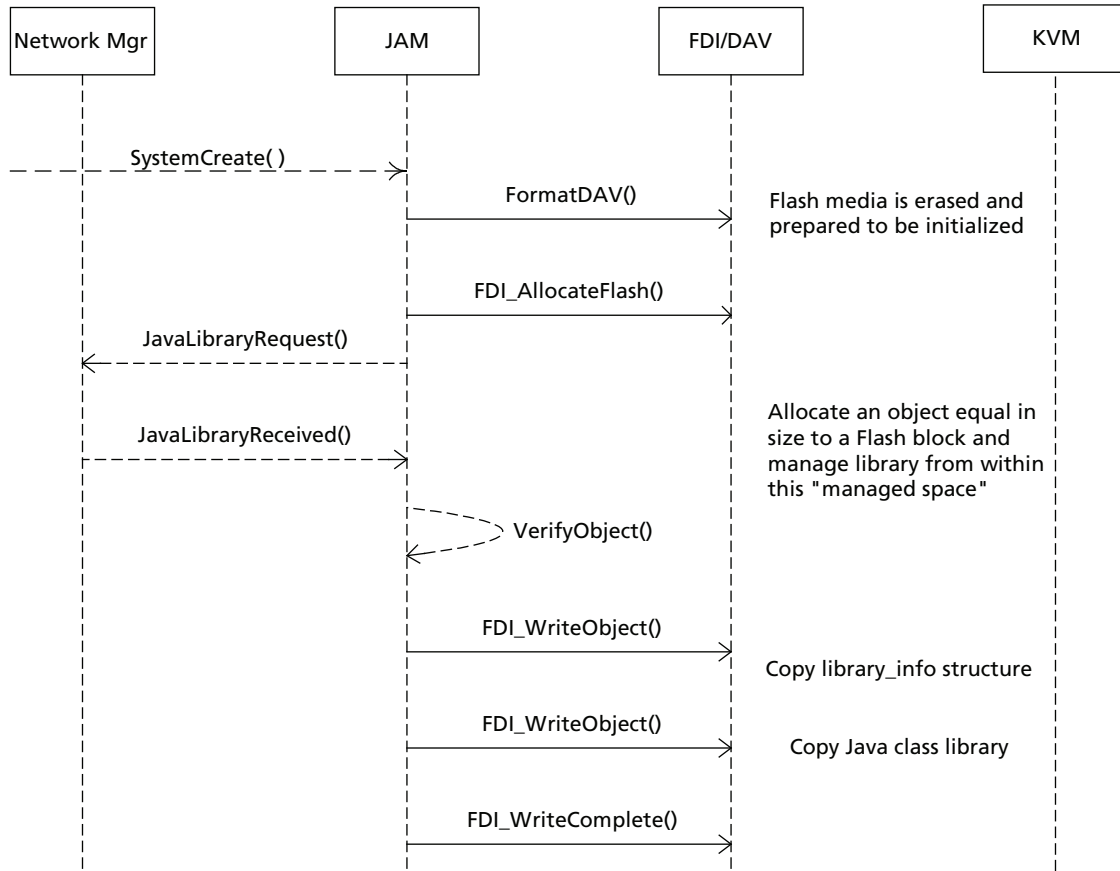 Network Mgr
JAM
FDI/DAV
KVM
SystemCreate( )
FormatDAV()
Flash media is erased and
prepared to be initialized
FDI_AllocateFlash()
JavaLibraryRequest()
JavaLibraryReceived()
Allocate an object equal in
size to a Flash block and
manage library from within
this "managed space"
VerifyObject()
FDI_WriteObject()
Copy library_info structure
FDI_WriteObject()
Copy Java class library
FDI_WriteComplete()